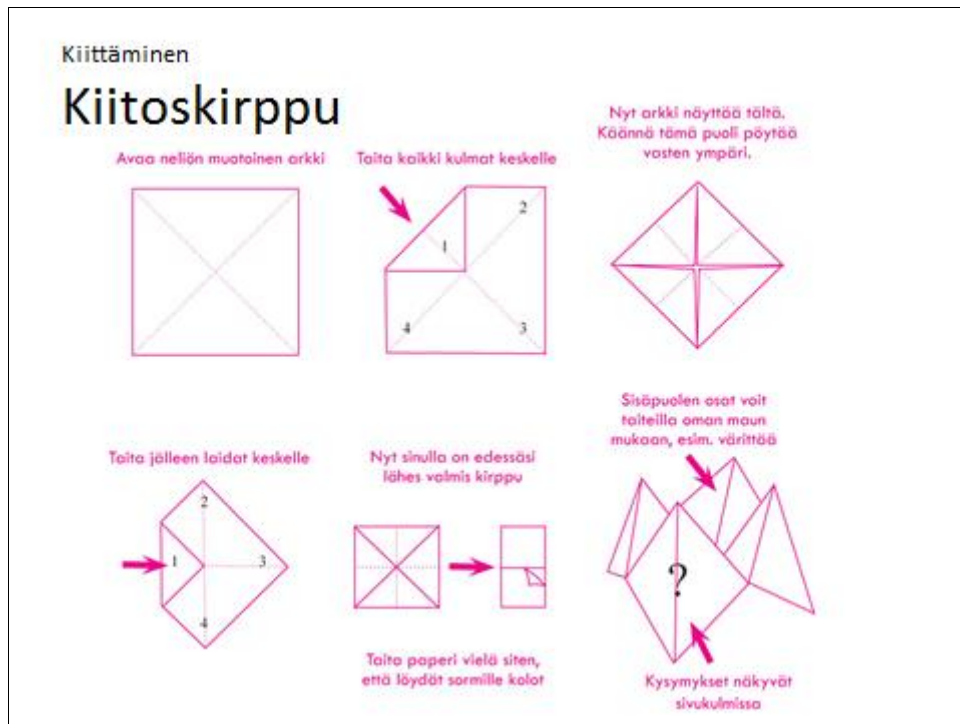 Kiittäminen
Kiitoskirppu
Avaa neliön muotoinen arkki
Taita kaikki kulmat keskelle
1
2
3
4
Nyt arkki näyttää tältä.
Käännä tämä puoli pöytää
vasten ympäri.
Taita jälleen laidat keskelle
2
1
3
4
Nyt sinulla on edessäsi
lähes valmis kirppu
Taita paperi vielä siten,
että löydät sormille kolot
Sisäpuolen osat voit
taiteilla oman maun
mukaan, esim. värittää
?
Kysymykset näkyvät
sivukulmissa